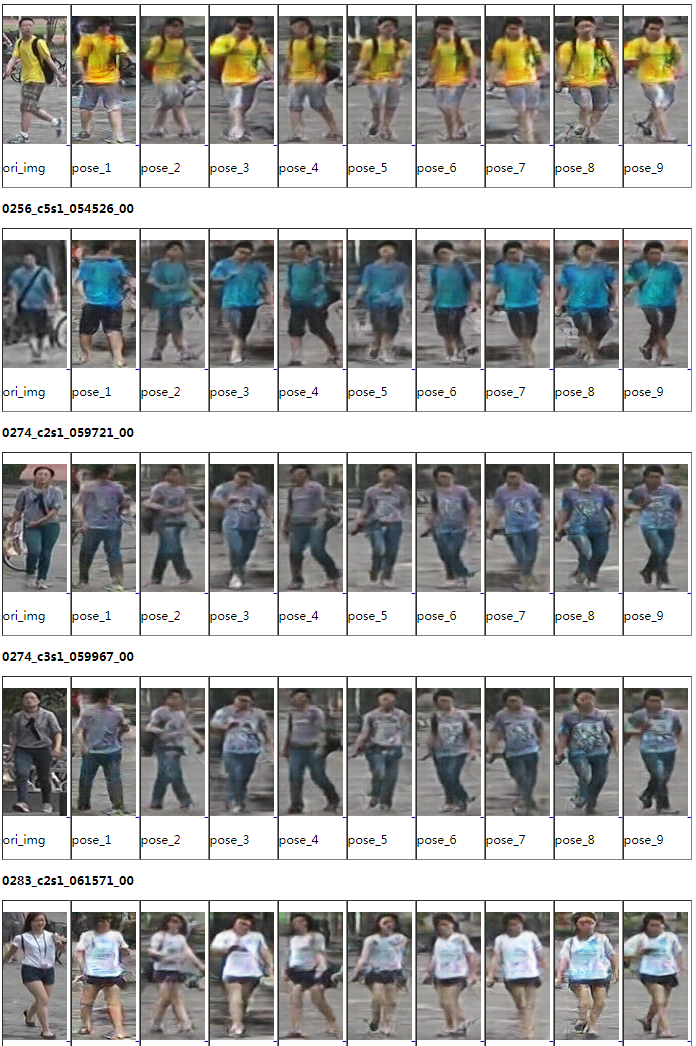 ori_img pose_1 pose_2 pose_3 pose_4 pose_5 pose_6 pose_7 pose_8 pose_9
0256_c5s1_054526_00
ori_img pose_1 pose_2 pose_3 pose_4 pose_5 pose_6 pose_7 pose_8 pose_9
0274_c2s1_059721_00
ori_img pose_1 pose_2 pose_3 pose_4 pose_5 pose_6 pose_7 pose_8 pose_9
0274_c3s1_059967_00
ori_img pose_1 pose_2 pose_3 pose_4 pose_5 pose_6 pose_7 pose_8 pose_9
0283_c2s1_061571_00